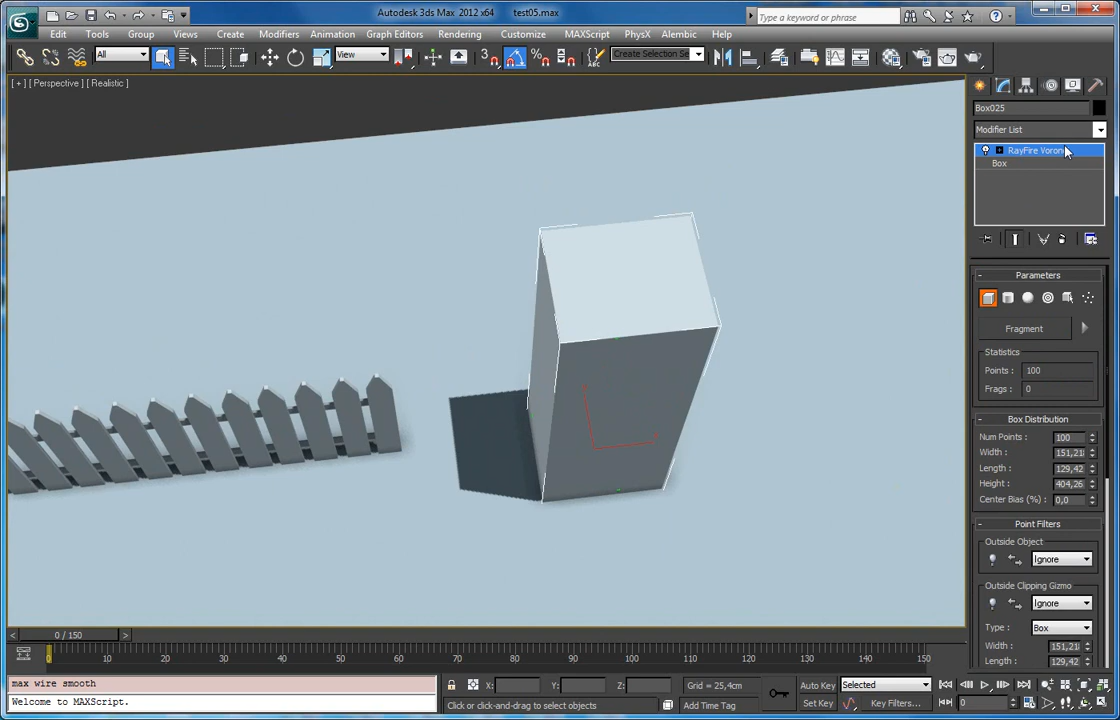 Autodesk 3ds Max 2012 x64 test05.max
Type a keyword or phrase
Edit Tools Group Views Create Modifiers Animation Graph Editors Rendering Customize MAXScript PhysX Alembic Help
All View Create Selection Se
[ + ] [ Perspective ] [ Realistic ]
Box025
Modifier List
RayFire Vorono
Box
Parameters
Fragment
Statistics
Points : 100
Frags : 0
Box Distribution
Num Points : 100
Width : 151,21
Length : 129,42
Height : 404,26
Center Bias (%) : 0,0
Point Filters
Outside Object
Ignore
Outside Clipping Gizmo
Ignore
Type : Box
Width : 151,21
Length : 129,42
< 0 / 150 >
0 10 20 30 40 50 60 70 80 90 100 110 120 130 140 150
max wire smooth
Welcome to MAXScript.
X: Y: Z: Grid = 25,4cm
Click or click-and-drag to select objects
Add Time Tag
Auto Key Selected
Set Key Key Filters... 0